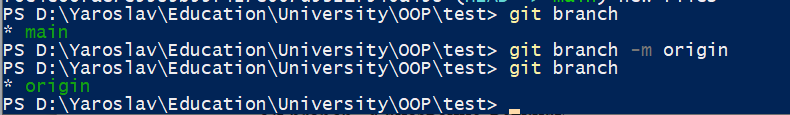 PS D:\Yaroslav\Education\University\OOP\test> git branch
* main
PS D:\Yaroslav\Education\University\OOP\test> git branch -m origin
PS D:\Yaroslav\Education\University\OOP\test> git branch
* origin
PS D:\Yaroslav\Education\University\OOP\test>